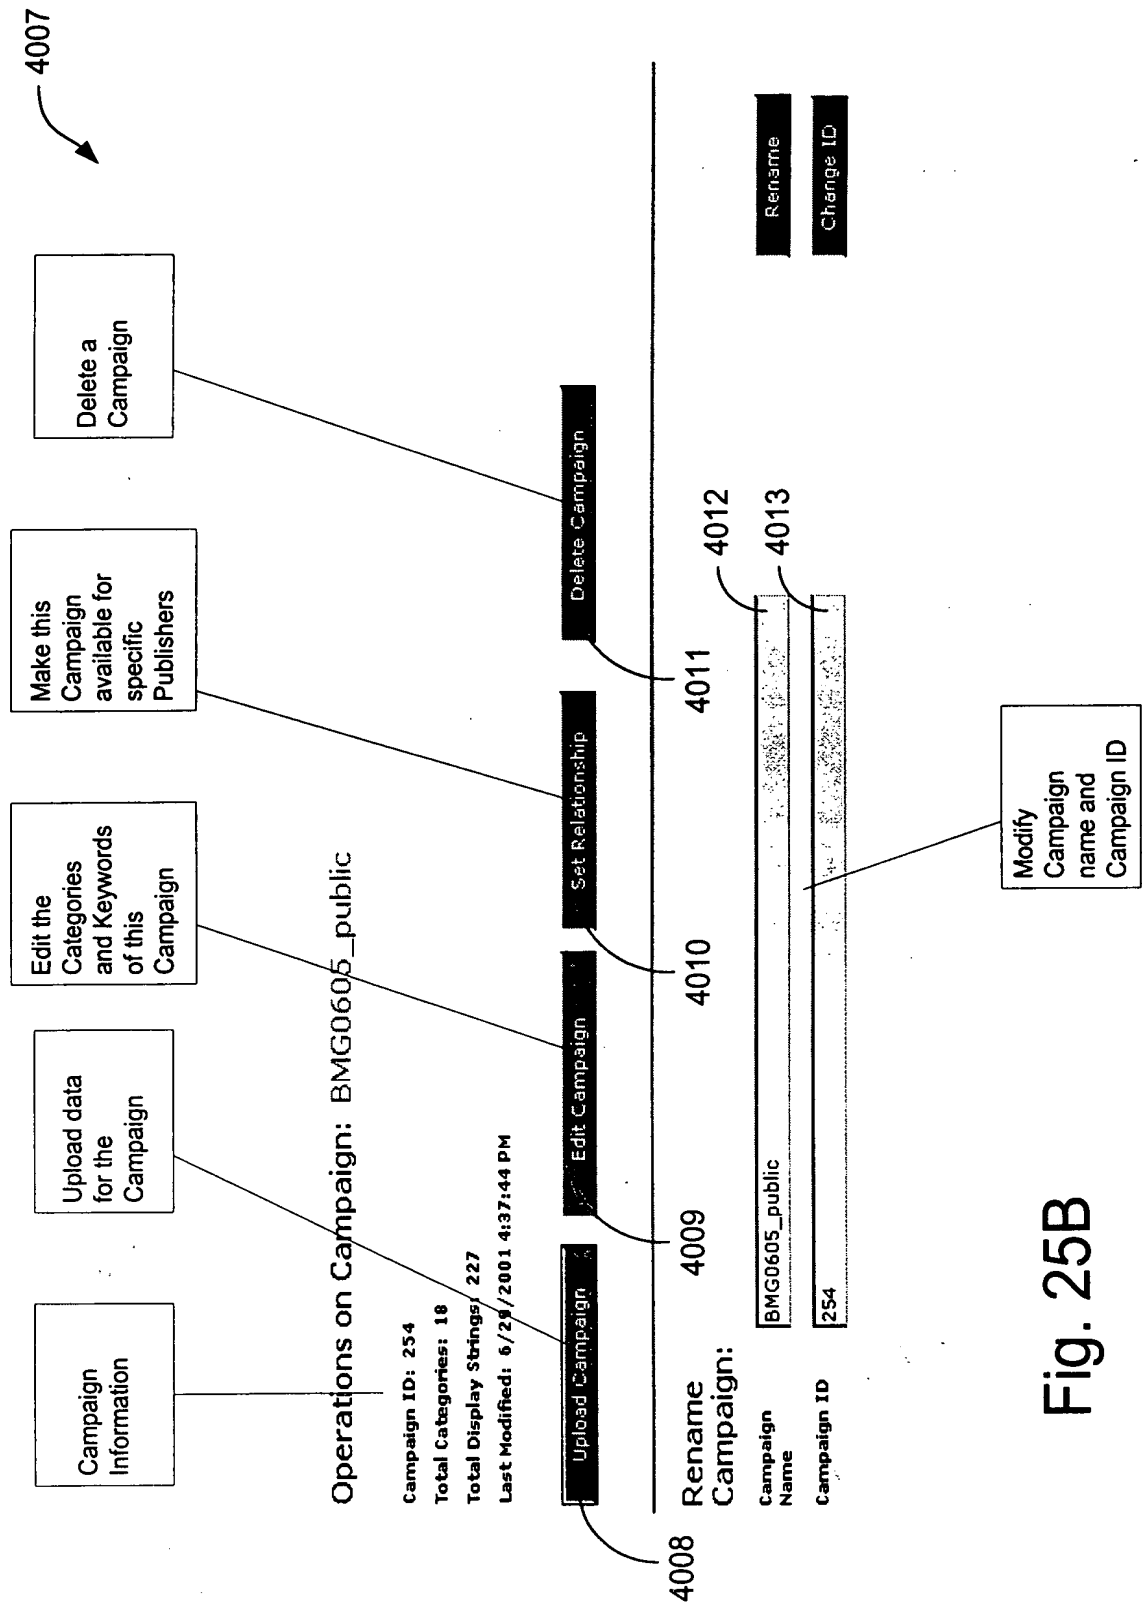 4007
Campaign
Information
Upload data
for the
Campaign
Edit the
Categories
and Keywords
of this
Campaign
Make this
Campaign
available for
specific
Publishers
Delete a
Campaign
Operations on Campaign: BMG0605_public
Campaign ID: 254
Total Categories: 18
Total Display Strings: 227
Last Modified: 6/29/2001 4:37:44 PM
Upload Campaign
Edit Campaign
Set Relationship
Delete Campaign
4008
4009
4010
4011
Rename
Campaign:
4012
4013
Campaign
Name
BMG0605_public
Rename
Campaign ID
254
Change ID
Modify
Campaign
name and
Campaign ID
Fig. 25B